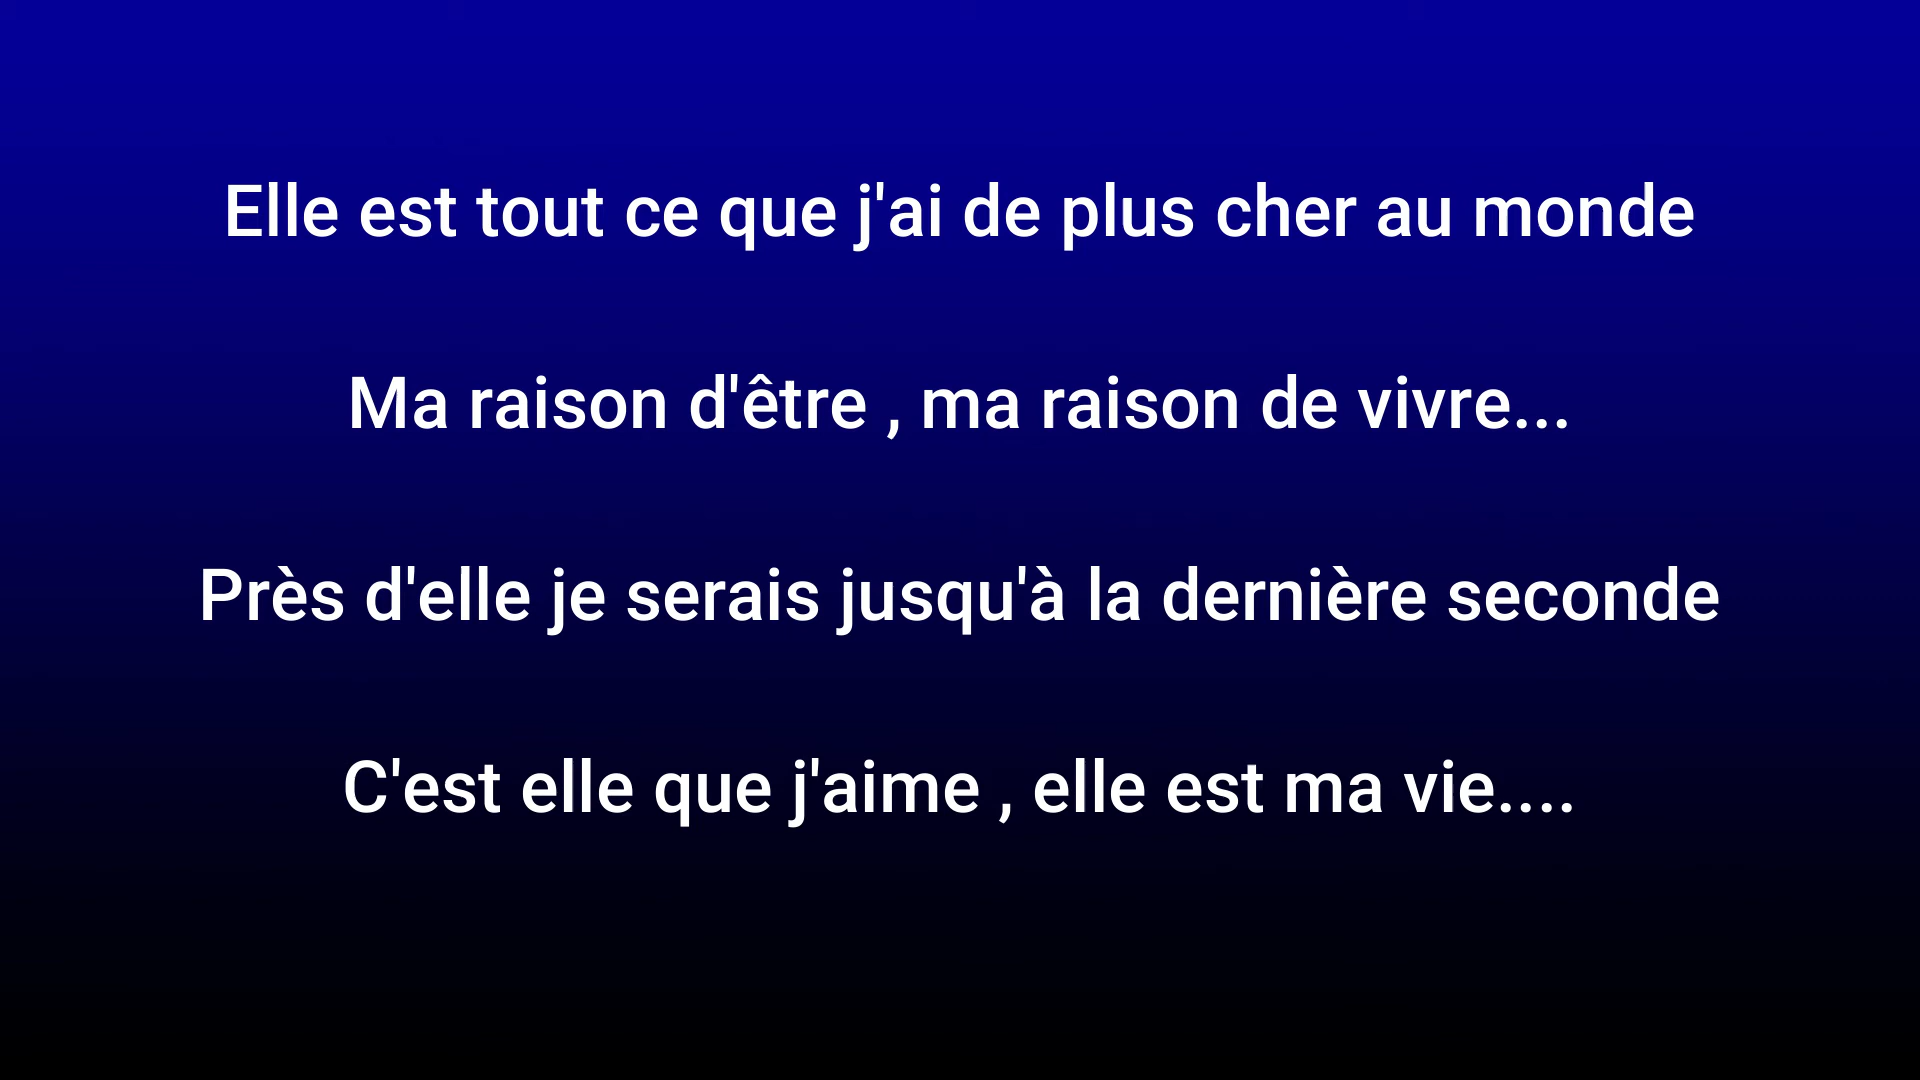 Elle est tout ce que j'ai de plus cher au monde
Ma raison d'être , ma raison de vivre...
Près d'elle je serais jusqu'à la dernière seconde
C'est elle que j'aime , elle est ma vie....